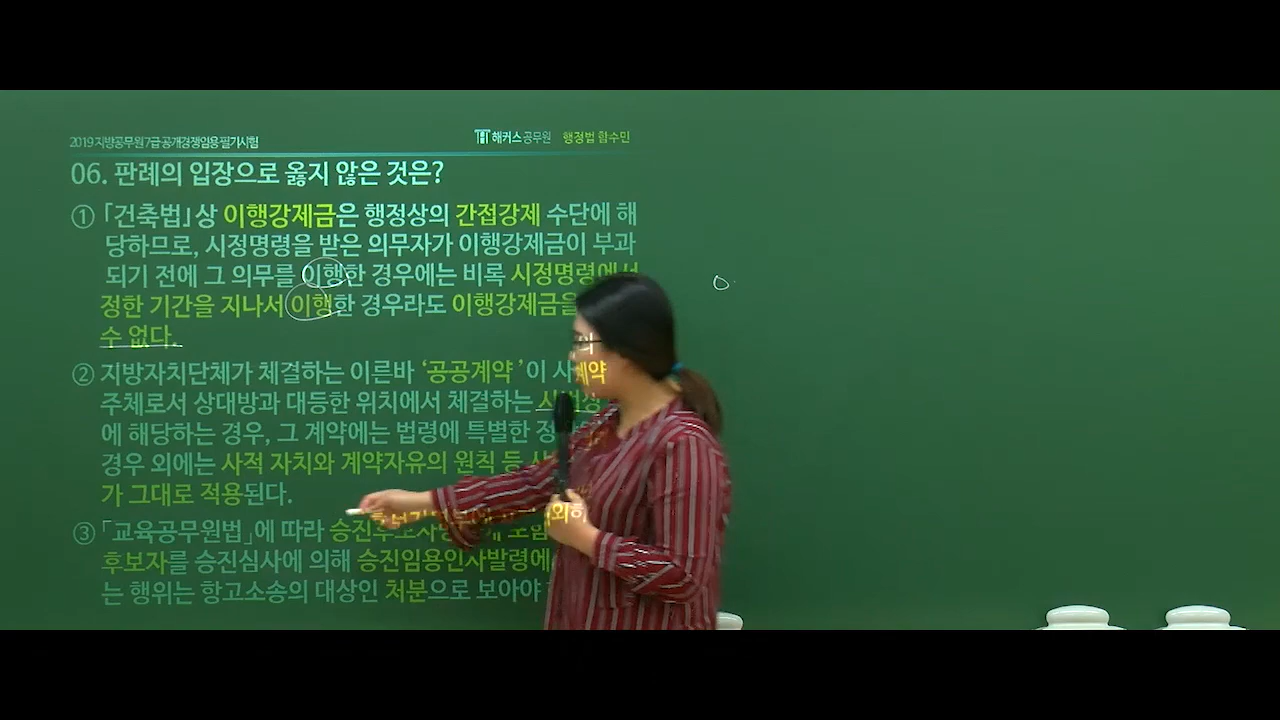 2019 지방공무원 7급 공개경쟁임용 필기시험
해커스공무원 행정법 함수민
06. 판례의 입장으로 옳지 않은 것은?
① 「건축법」상 이행강제금은 행정상의 간접강제 수단에 해
당하므로, 시정명령을 받은 의무자가 이행강제금이 부과
되기 전에 그 의무를 이행한 경우에는 비록 시정명령에서
정한 기간을 지나서 이행한 경우라도 이행강제금을
수 없다.
② 지방자치단체가 체결하는 이른바 ‘공공계약’이
주체로서 상대방과 대등한 위치에서 체결하는
계약
에 해당하는 경우, 그 계약에는 법령에 특별한
경우 외에는 사적 자치와 계약자유의 원칙 등
가 그대로 적용된다.
③ 「교육공무원법」에 따라
후보자를 승진심사에 의해 승진임용인사발령에
는 행위는 항고소송의 대상인 처분으로 보아야